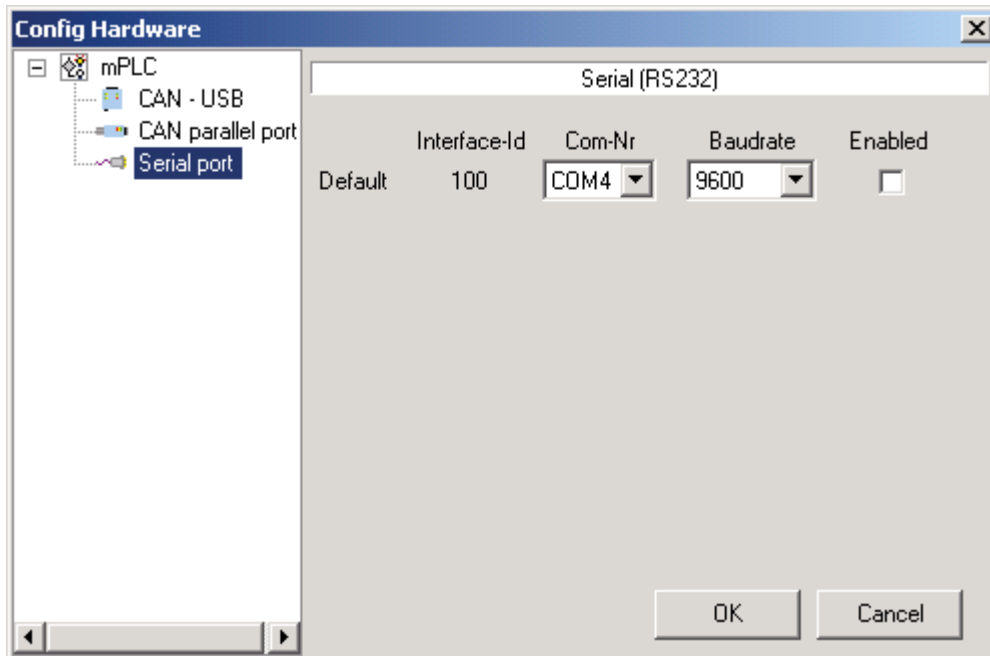 Config Hardware
mPLC
CAN - USB
CAN parallel port
Serial port
Serial (RS232)
Interface-Id Com-Nr Baudrate Enabled
Default 100 COM4 9600
OK Cancel